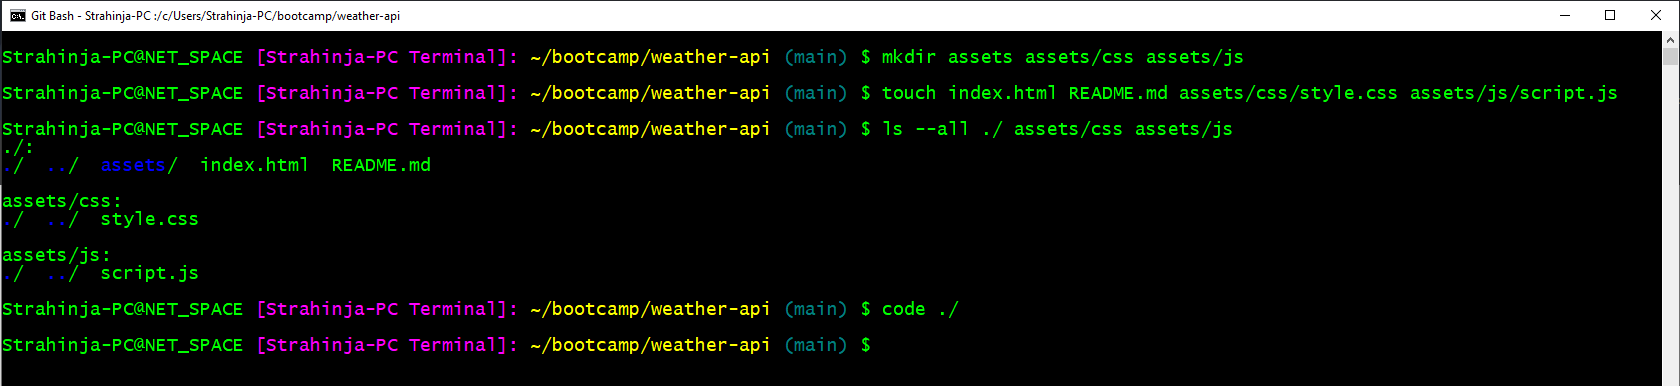 Git Bash - Strahinja-PC :/c/Users/Strahinja-PC/bootcamp/weather-api
Strahinja-PC@NET_SPACE [Strahinja-PC Terminal]: ~/bootcamp/weather-api (main) $ mkdir assets assets/css assets/js
Strahinja-PC@NET_SPACE [Strahinja-PC Terminal]: ~/bootcamp/weather-api (main) $ touch index.html README.md assets/css/style.css assets/js/script.js
Strahinja-PC@NET_SPACE [Strahinja-PC Terminal]: ~/bootcamp/weather-api (main) $ ls --all ./ assets/css assets/js
./:
./  ../  assets/  index.html  README.md
assets/css:
./  ../  style.css
assets/js:
./  ../  script.js
Strahinja-PC@NET_SPACE [Strahinja-PC Terminal]: ~/bootcamp/weather-api (main) $ code ./
Strahinja-PC@NET_SPACE [Strahinja-PC Terminal]: ~/bootcamp/weather-api (main) $